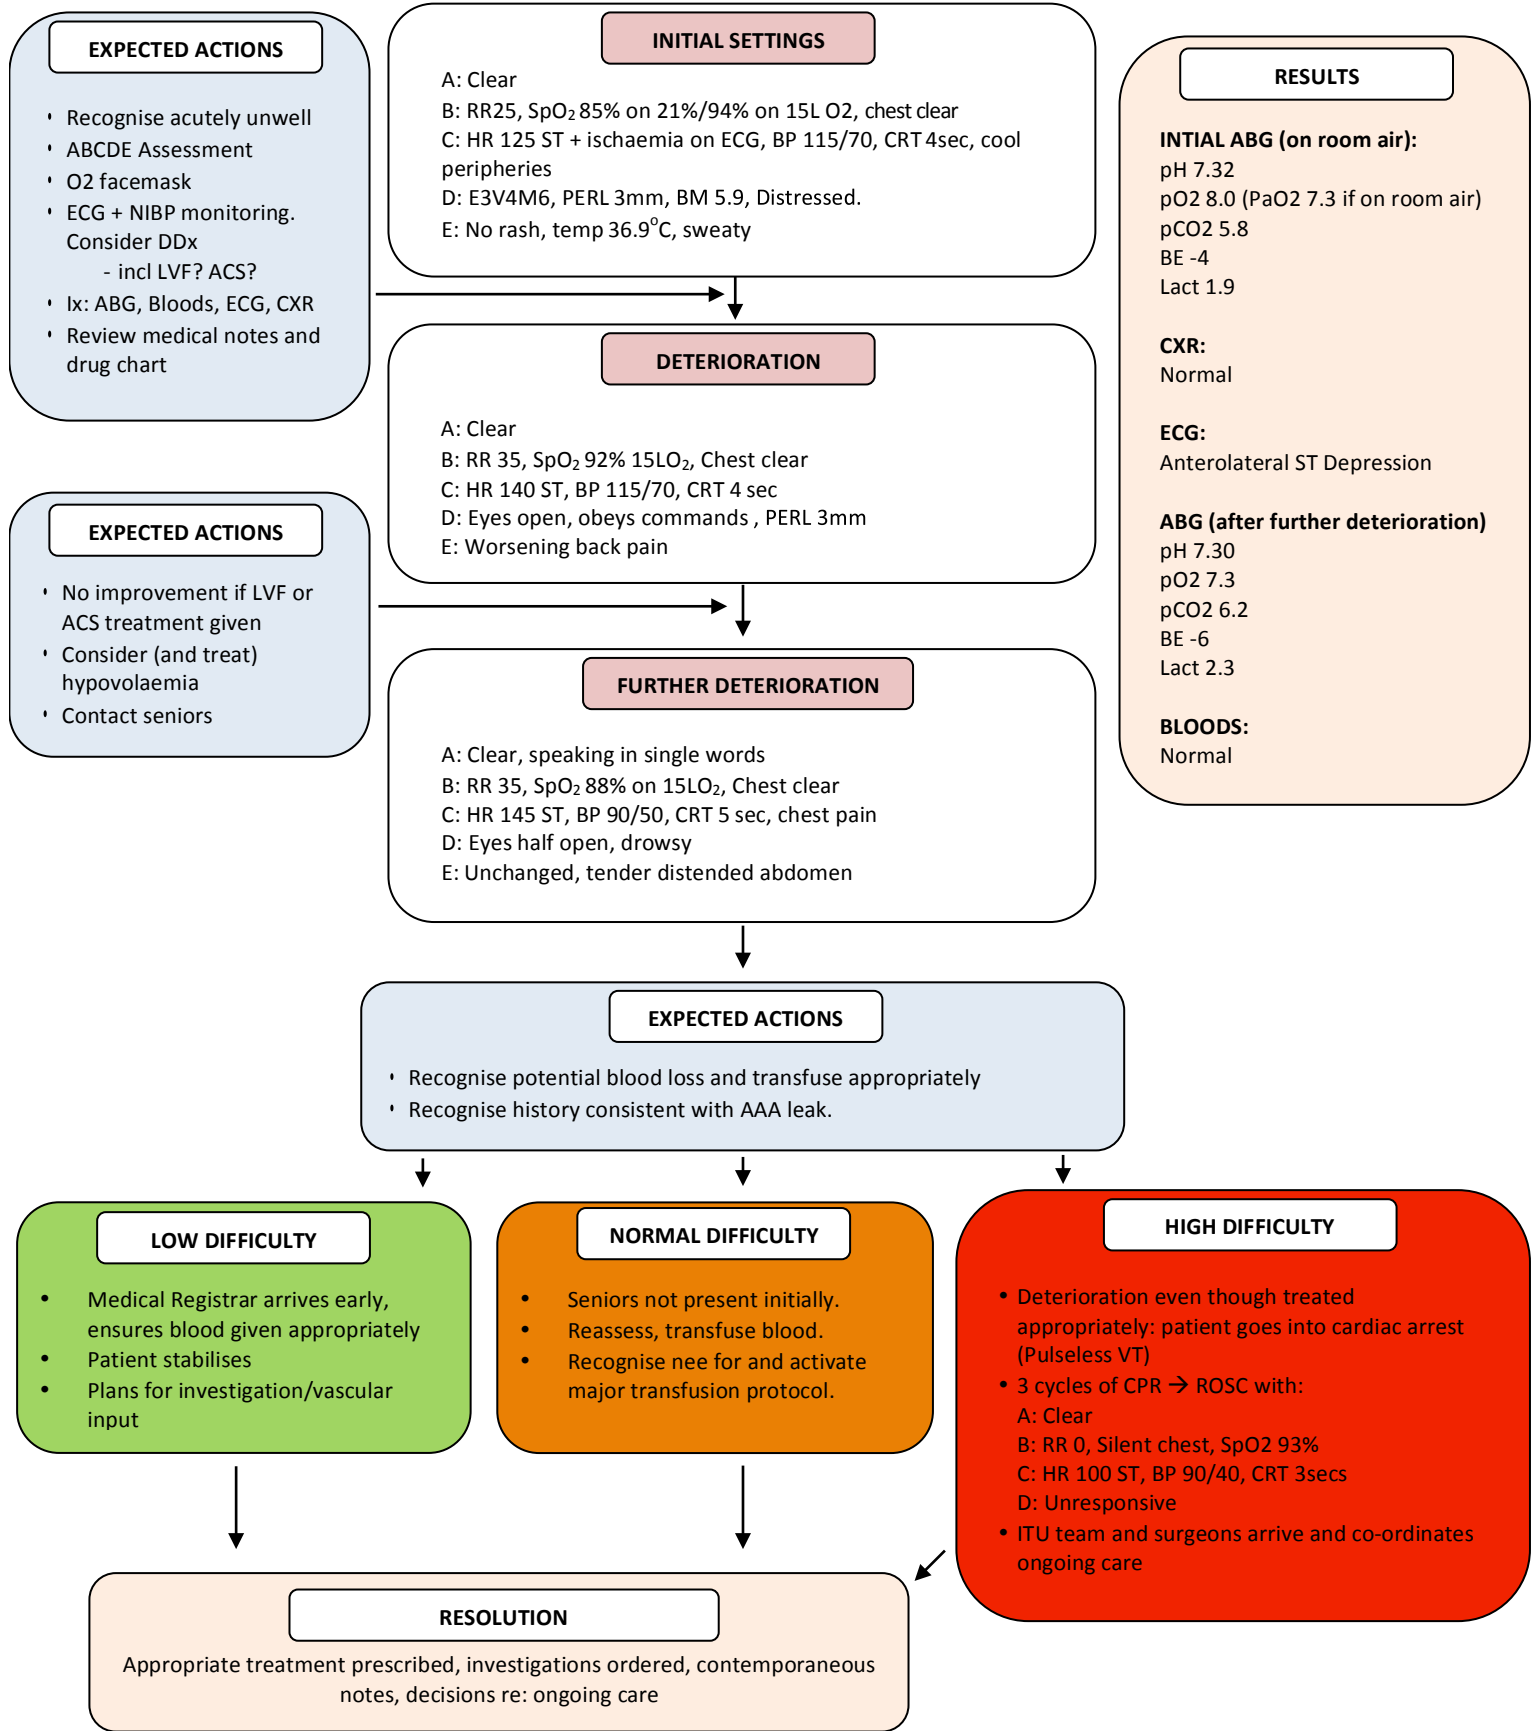 EXPECTED ACTIONS
• Recognise acutely unwell
• ABCDE Assessment
• O2 facemask
• ECG + NIBP monitoring.
Consider DDx
- incl LVF? ACS?
• Ix: ABG, Bloods, ECG, CXR
• Review medical notes and
drug chart
INITIAL SETTINGS
A: Clear
B: RR25, SpO2 85% on 21%/94% on 15L O2, chest clear
C: HR 125 ST + ischaemia on ECG, BP 115/70, CRT 4sec, cool
peripheries
D: E3V4M6, PERL 3mm, BM 5.9, Distressed.
E: No rash, temp 36.9°C, sweaty
RESULTS
INTIAL ABG (on room air):
pH 7.32
pO2 8.0 (PaO2 7.3 if on room air)
pCO2 5.8
BE -4
Lact 1.9
CXR:
Normal
ECG:
Anterolateral ST Depression
ABG (after further deterioration)
pH 7.30
pO2 7.3
pCO2 6.2
BE -6
Lact 2.3
BLOODS:
Normal
DETERIORATION
A: Clear
B: RR 35, SpO2 92% 15LO2, Chest clear
C: HR 140 ST, BP 115/70, CRT 4 sec
D: Eyes open, obeys commands , PERL 3mm
E: Worsening back pain
EXPECTED ACTIONS
• No improvement if LVF or
ACS treatment given
• Consider (and treat)
hypovolaemia
• Contact seniors
FURTHER DETERIORATION
A: Clear, speaking in single words
B: RR 35, SpO2 88% on 15LO2, Chest clear
C: HR 145 ST, BP 90/50, CRT 5 sec, chest pain
D: Eyes half open, drowsy
E: Unchanged, tender distended abdomen
EXPECTED ACTIONS
• Recognise potential blood loss and transfuse appropriately
• Recognise history consistent with AAA leak.
LOW DIFFICULTY
• Medical Registrar arrives early,
ensures blood given appropriately
• Patient stabilises
• Plans for investigation/vascular
input
NORMAL DIFFICULTY
• Seniors not present initially.
• Reassess, transfuse blood.
• Recognise nee for and activate
major transfusion protocol.
HIGH DIFFICULTY
• Deterioration even though treated
appropriately: patient goes into cardiac arrest
(Pulseless VT)
• 3 cycles of CPR → ROSC with:
A: Clear
B: RR 0, Silent chest, SpO2 93%
C: HR 100 ST, BP 90/40, CRT 3secs
D: Unresponsive
• ITU team and surgeons arrive and co-ordinates
ongoing care
RESOLUTION
Appropriate treatment prescribed, investigations ordered, contemporaneous
notes, decisions re: ongoing care